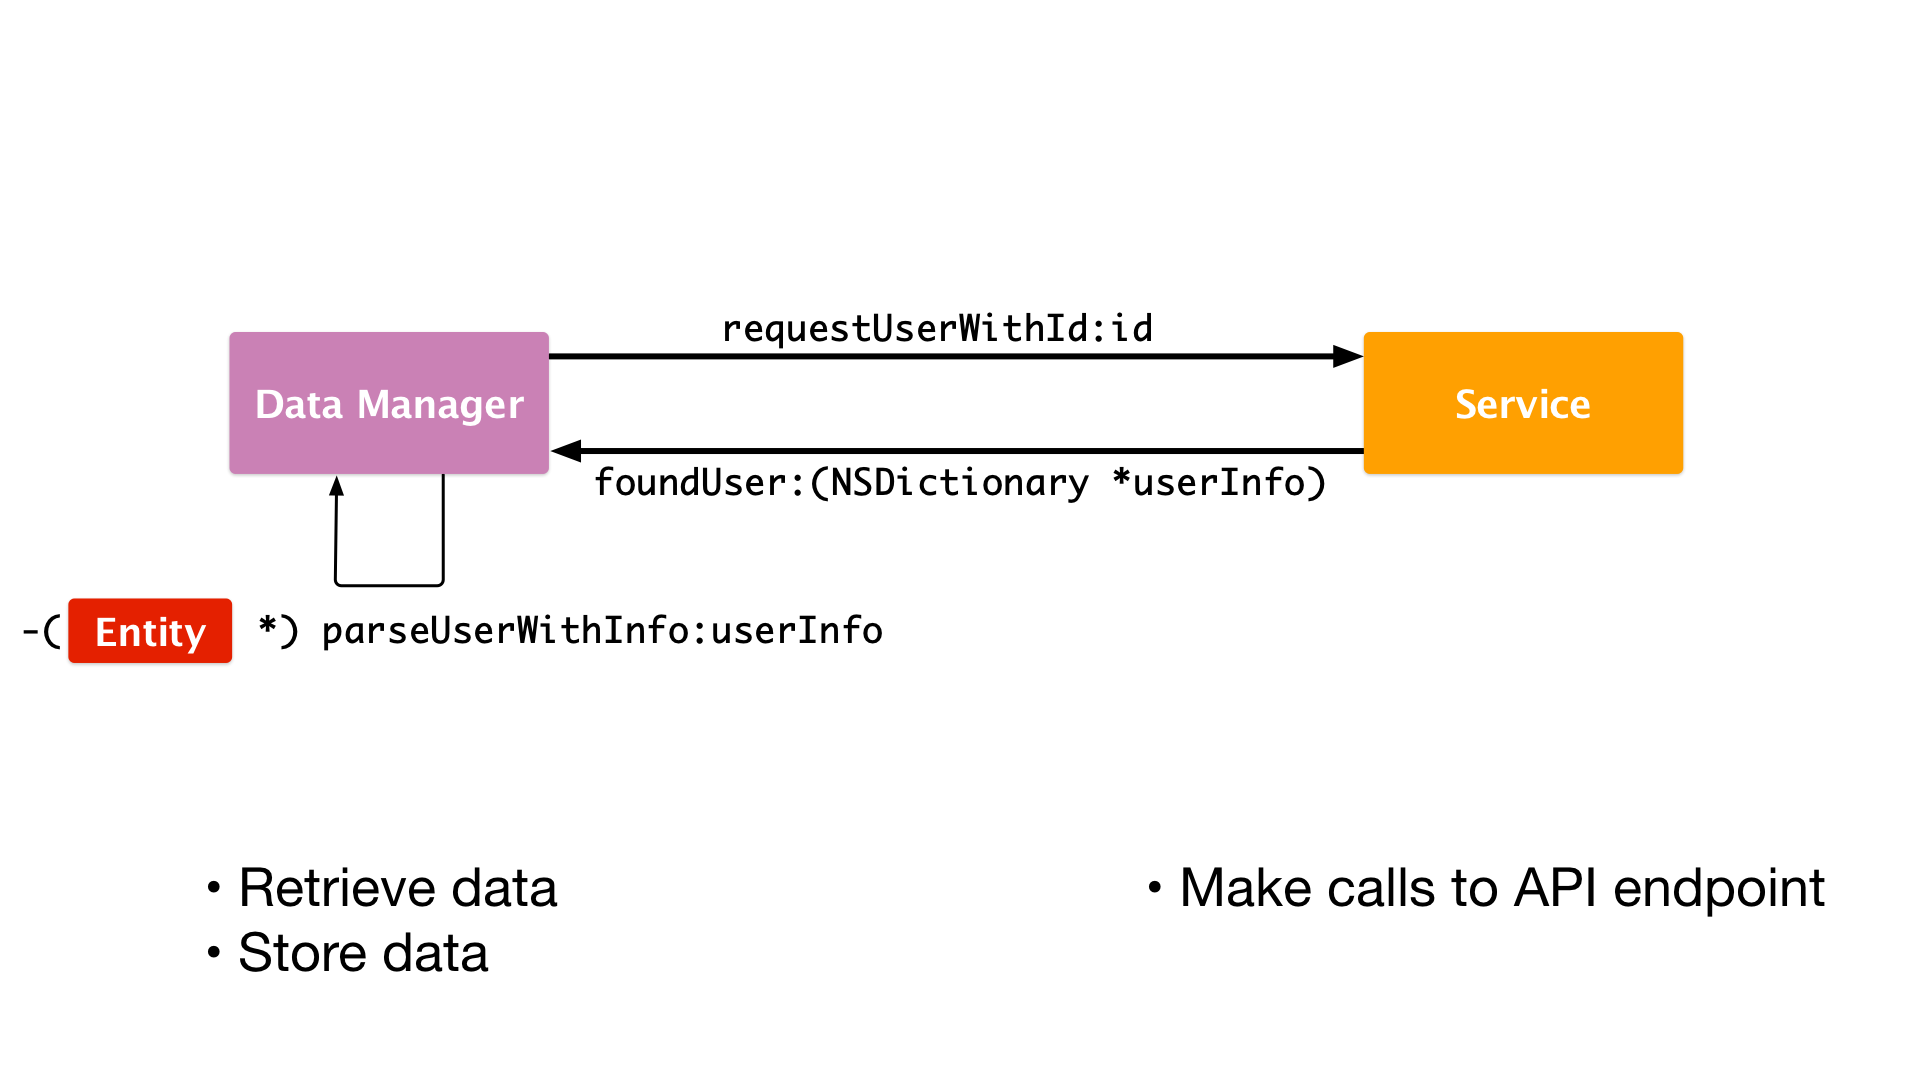 requestUserWithId:id
Data Manager
Service
foundUser:(NSDictionary *userInfo)
-(Entity *) parseUserWithInfo:userInfo
• Retrieve data
• Store data
• Make calls to API endpoint